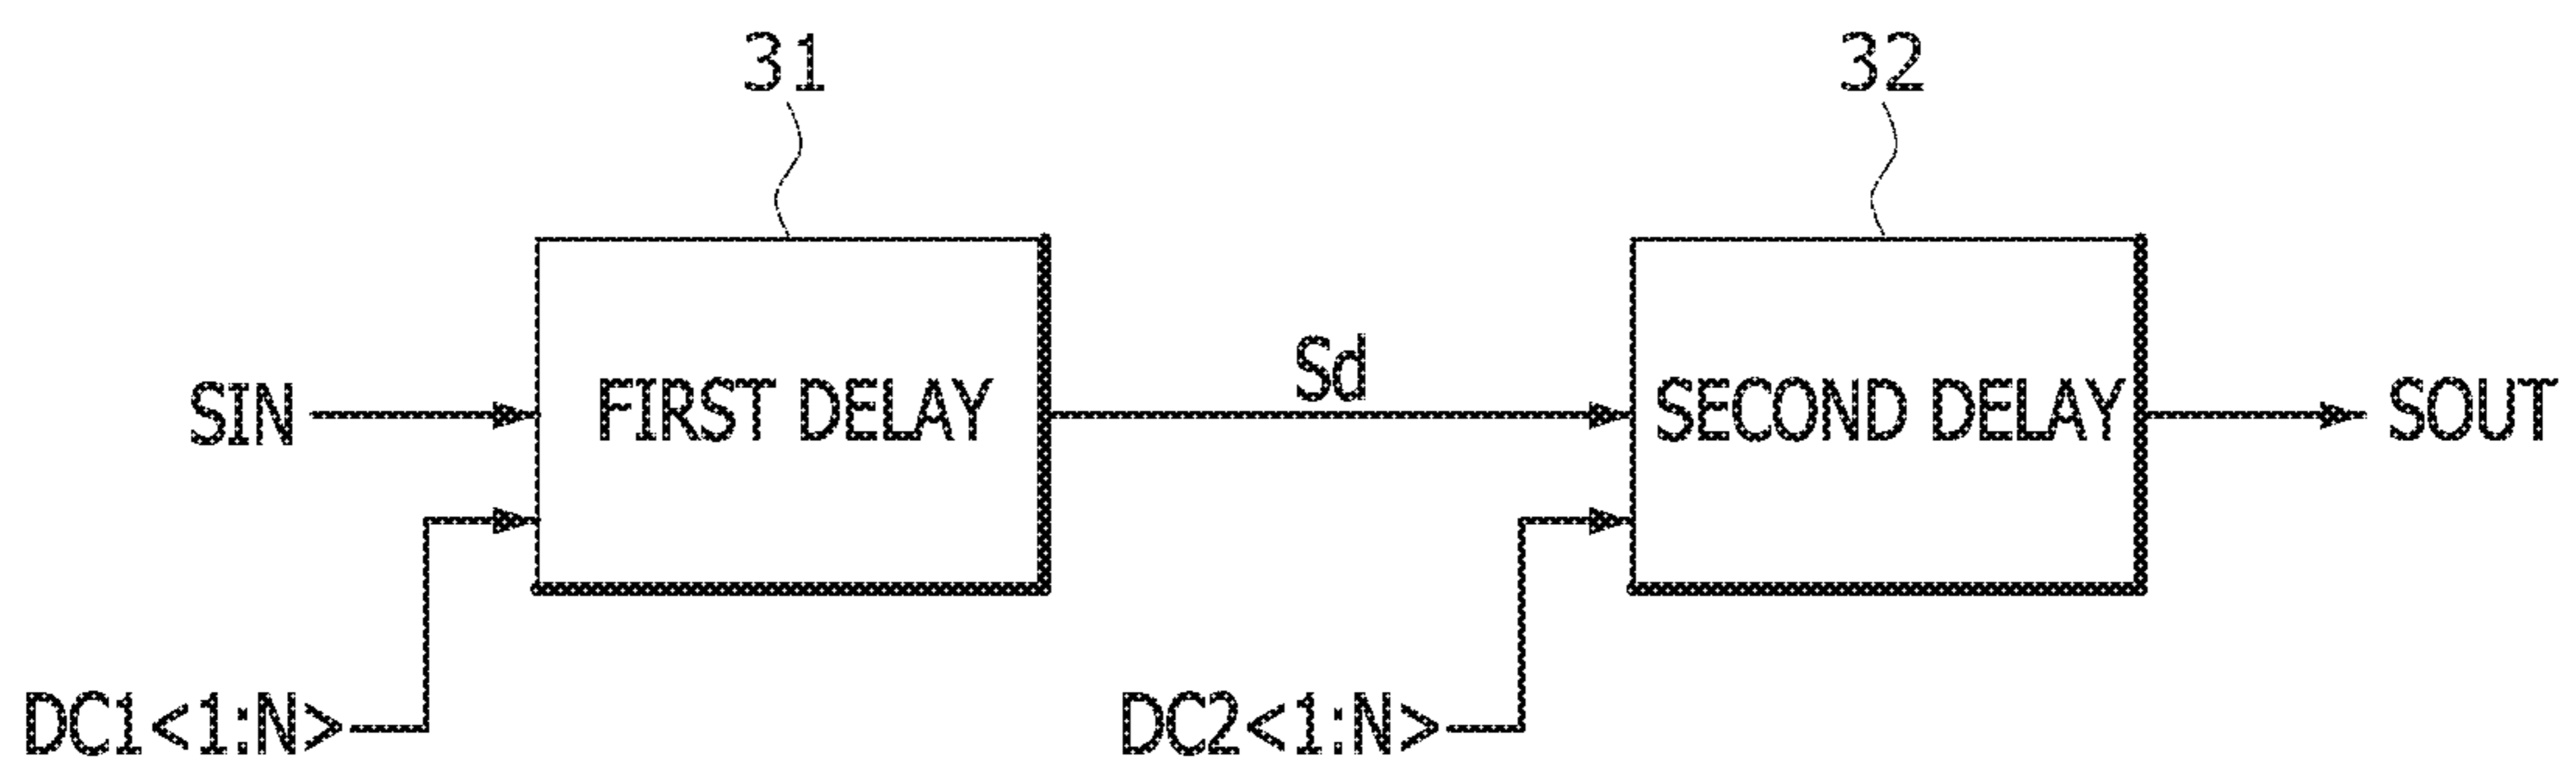 31
32
SIN
FIRST DELAY
Sd
SECOND DELAY
SOUT
DC1<1:N>
DC2<1:N>